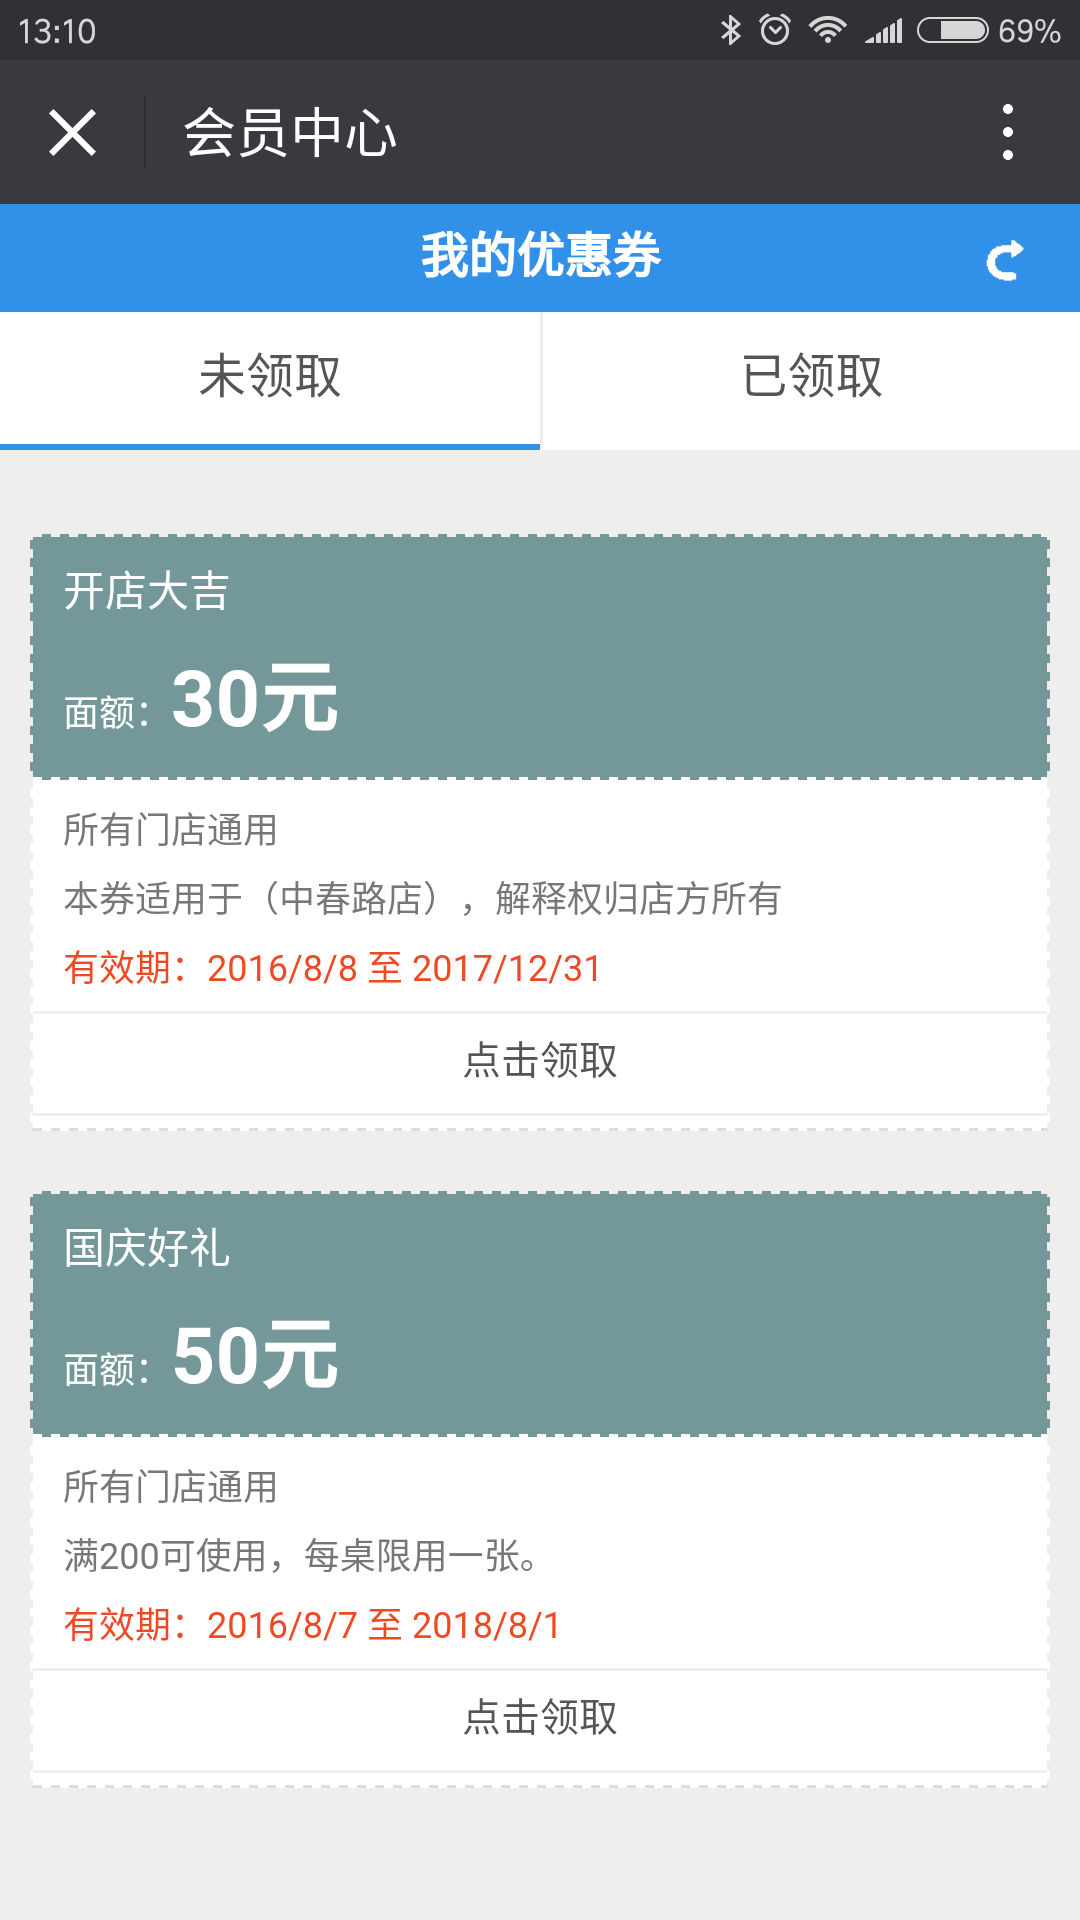 13:10
69%
会员中心
我的优惠券
未领取
已领取
开店大吉
面额：30元
所有门店通用
本券适用于（中春路店），解释权归店方所有
有效期：2016/8/8 至 2017/12/31
点击领取
国庆好礼
面额：50元
所有门店通用
满200可使用，每桌限用一张。
有效期：2016/8/7 至 2018/8/1
点击领取